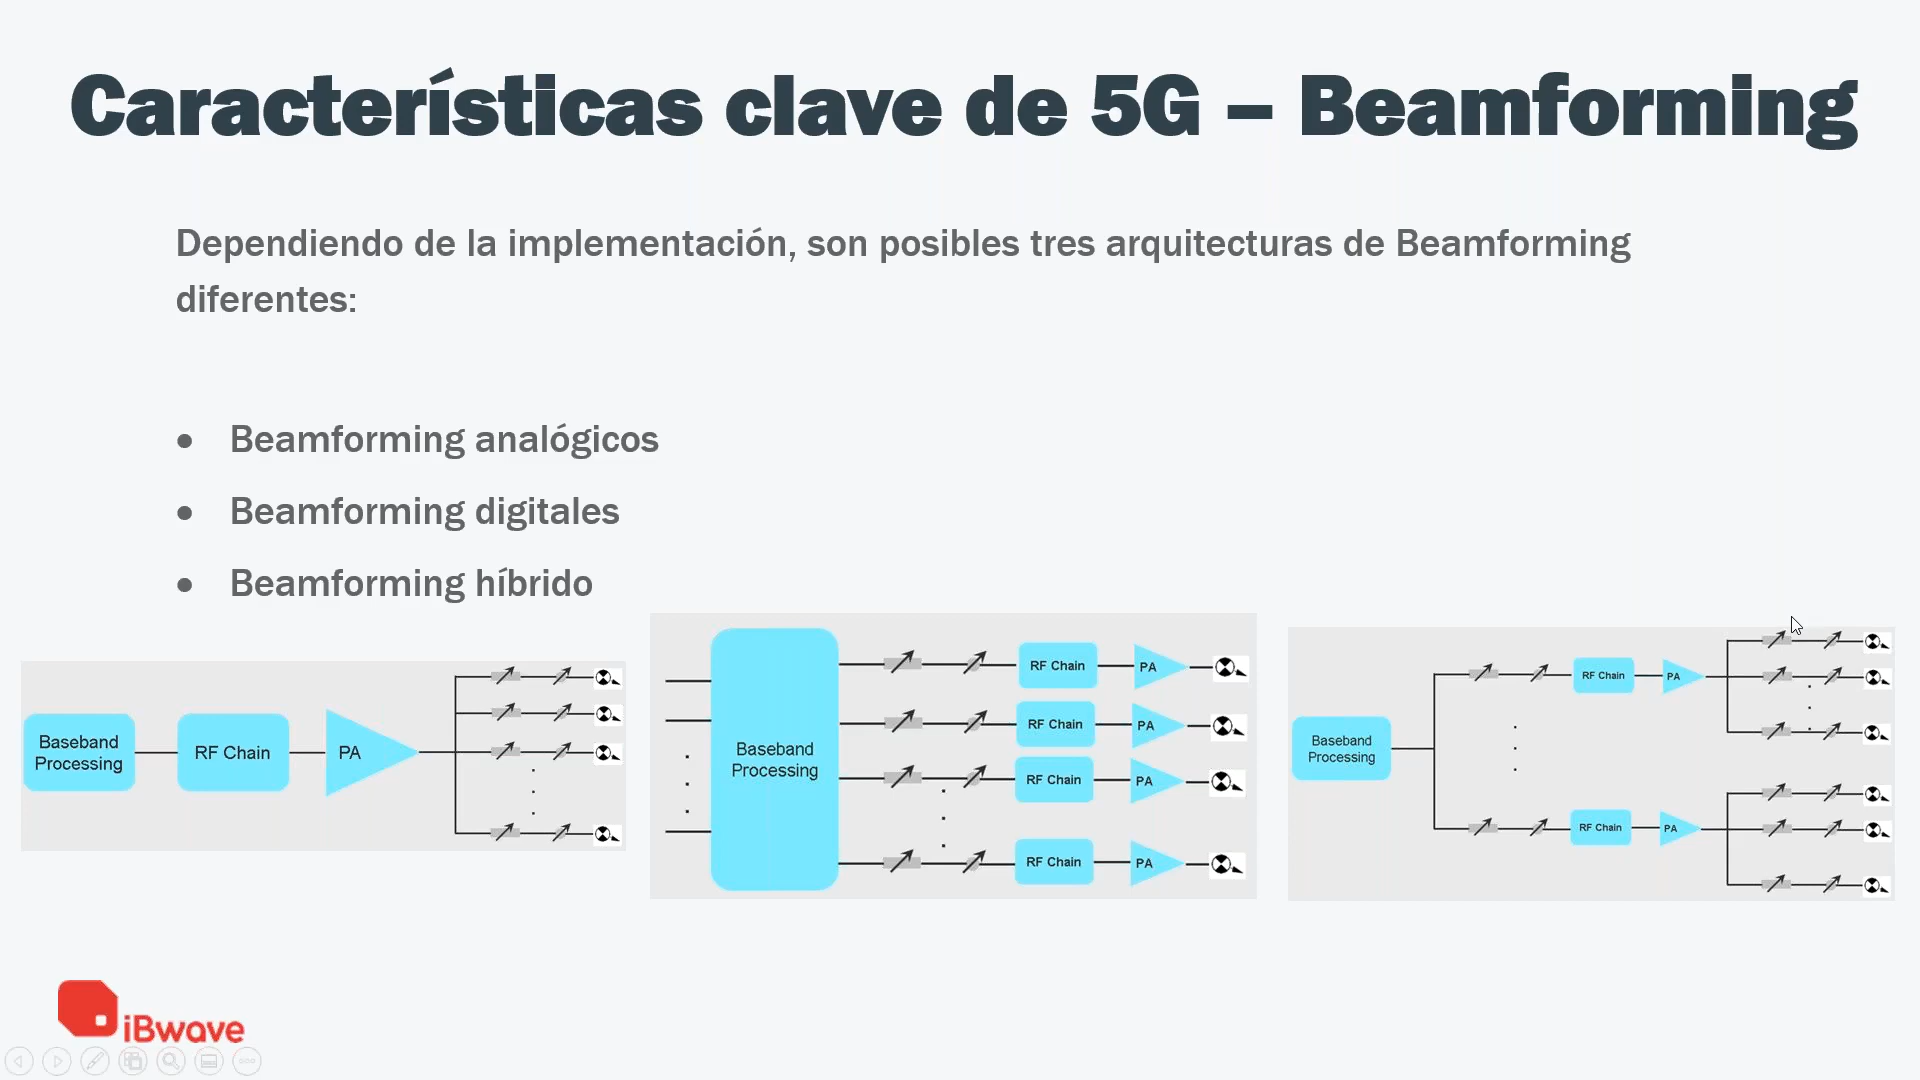 Características clave de 5G – Beamforming
Dependiendo de la implementación, son posibles tres arquitecturas de Beamforming
diferentes:
• Beamforming analógicos
• Beamforming digitales
• Beamforming híbrido
Baseband
Processing
RF Chain
PA
Baseband
Processing
RF Chain
PA
RF Chain
PA
RF Chain
PA
RF Chain
PA
Baseband
Processing
RF Chain
PA
RF Chain
PA
iBwave